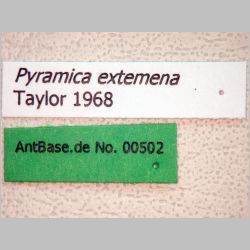 Pyramica extemena
Taylor 1968
AntBase.de No. 00502